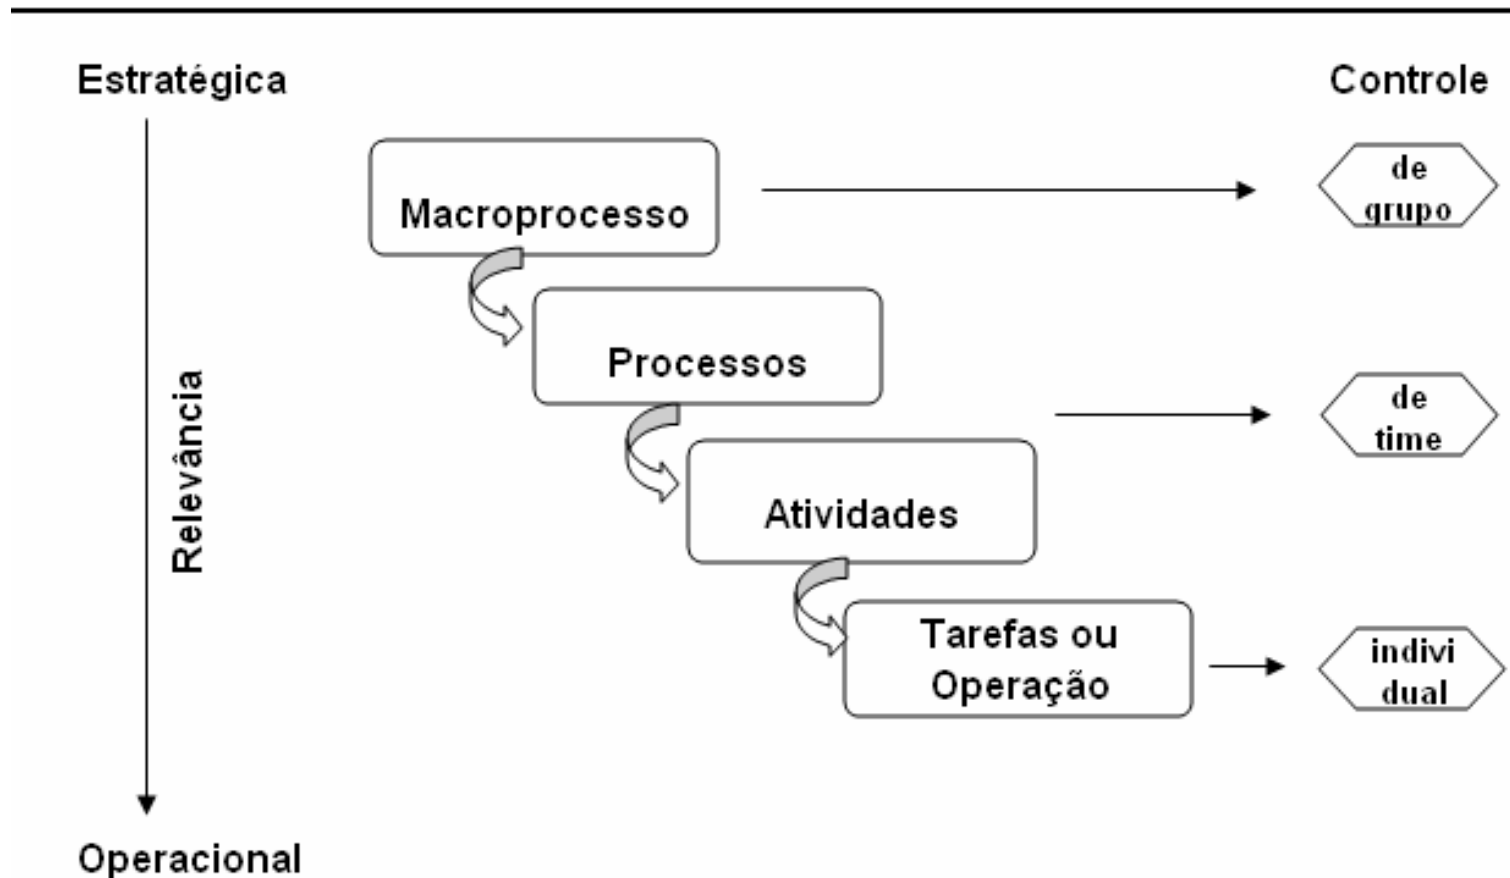 Estratégica
Controle
Macroprocesso
de
grupo
Processos
de
time
Relevância
Atividades
Tarefas ou
Operação
indivi
dual
Operacional